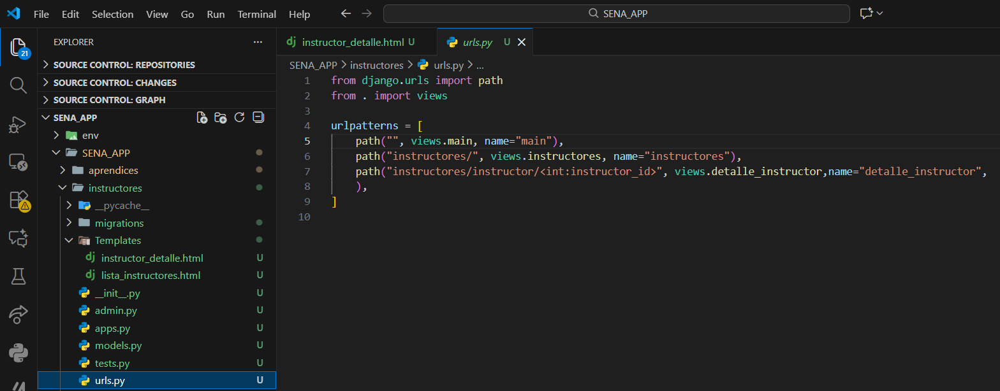 File Edit Selection View Go Run Terminal Help
SENA_APP
21
EXPLORER
SOURCE CONTROL: REPOSITORIES
SOURCE CONTROL: CHANGES
SOURCE CONTROL: GRAPH
SENA_APP
env
SENA_APP
aprendices
instructores
__pycache__
migrations
Templates
instructor_detalle.html U
lista_instructores.html U
__init__.py U
admin.py U
apps.py U
models.py U
tests.py U
urls.py U
dj instructor_detalle.html U
urls.py U
SENA_APP > instructores > urls.py > ...
1 from django.urls import path
2 from . import views
3
4 urlpatterns = [
5 path("", views.main, name="main"),
6 path("instructores/", views.instructores, name="instructores"),
7 path("instructores/instructor/<int:instructor_id>", views.detalle_instructor,name="detalle_instructor",
8 ),
9 ]
10